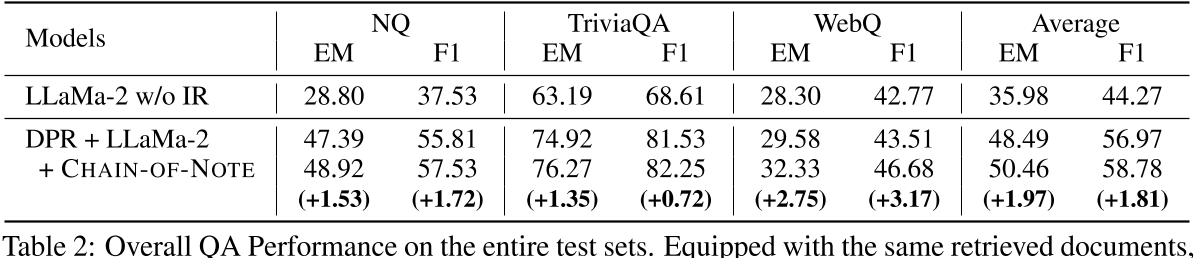 Models NQ TriviaQA WebQ Average
EM F1 EM F1 EM F1 EM F1
LLaMa-2 w/o IR 28.80 37.53 63.19 68.61 28.30 42.77 35.98 44.27
DPR + LLaMa-2 47.39 55.81 74.92 81.53 29.58 43.51 48.49 56.97
+ CHAIN-OF-NOTE 48.92 57.53 76.27 82.25 32.33 46.68 50.46 58.78
(+1.53) (+1.72) (+1.35) (+0.72) (+2.75) (+3.17) (+1.97) (+1.81)
Table 2: Overall QA Performance on the entire test sets. Equipped with the same retrieved documents,